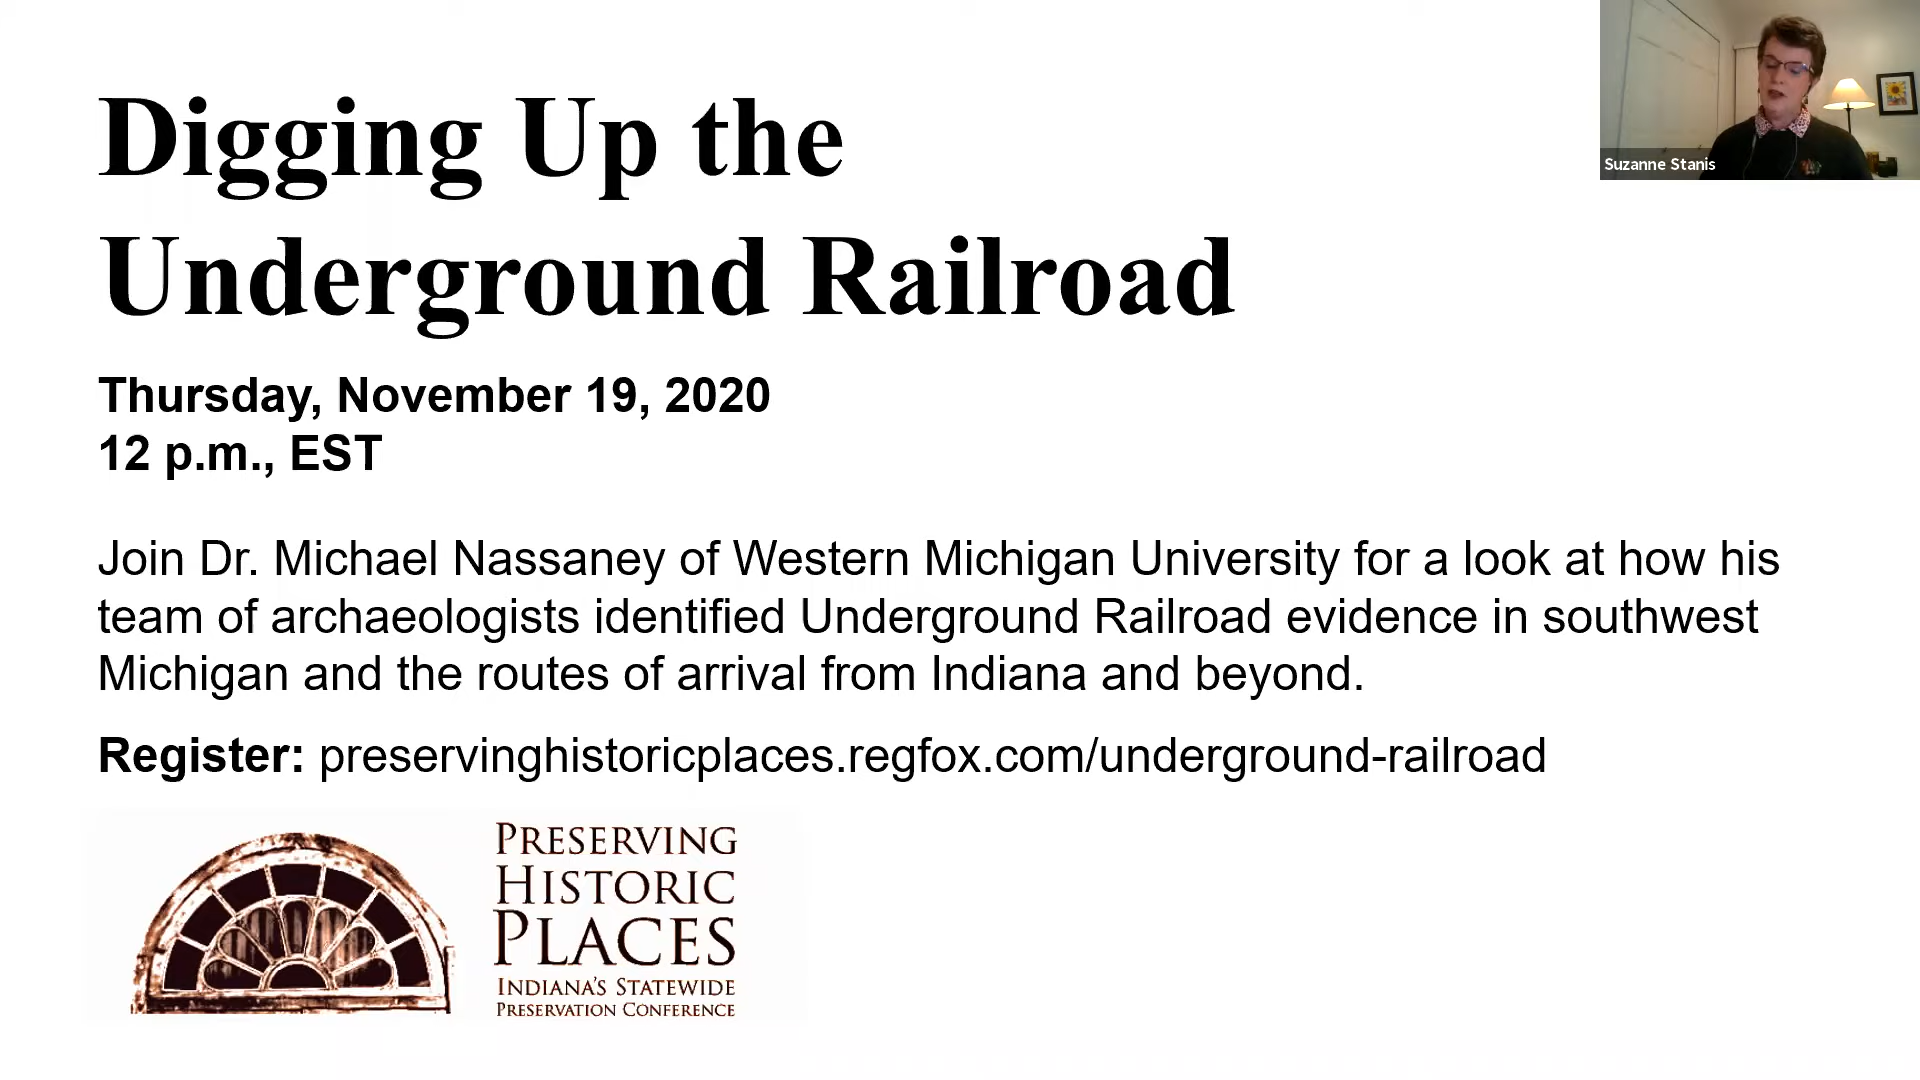 Digging Up the
Underground Railroad
Thursday, November 19, 2020
12 p.m., EST
Join Dr. Michael Nassaney of Western Michigan University for a look at how his
team of archaeologists identified Underground Railroad evidence in southwest
Michigan and the routes of arrival from Indiana and beyond.
Register: preservinghistoricplaces.regfox.com/underground-railroad
PRESERVING
HISTORIC
PLACES
INDIANA'S STATEWIDE
PRESERVATION CONFERENCE
Suzanne Stanis